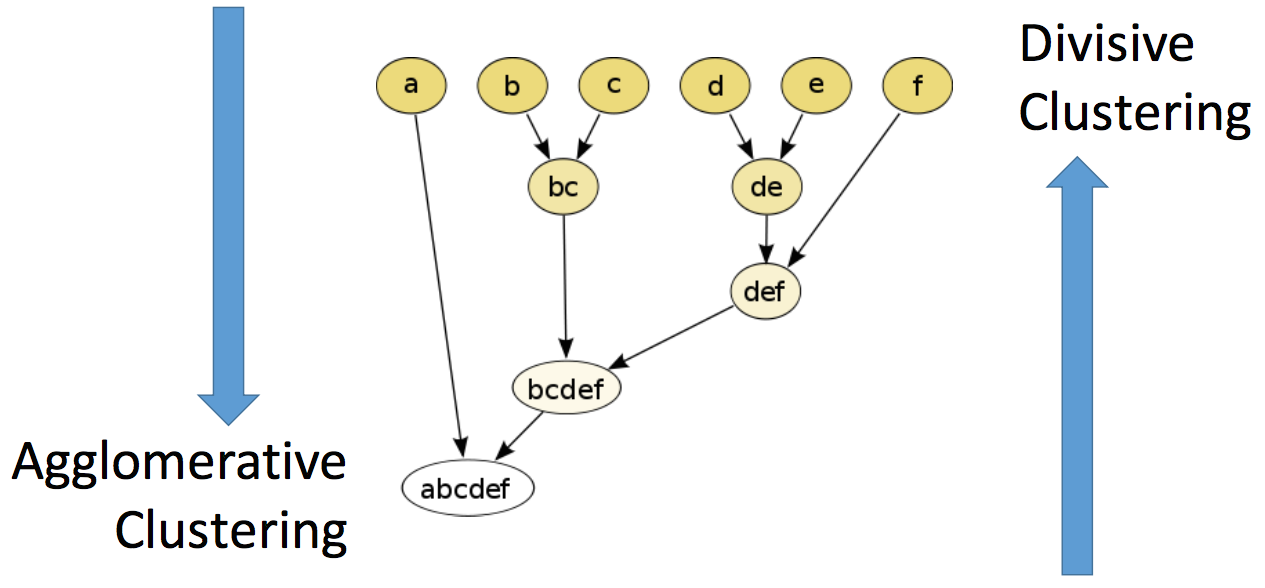 Divisive
Clustering
a b c d e f
bc de
def
bcdef
abcdef
Agglomerative
Clustering